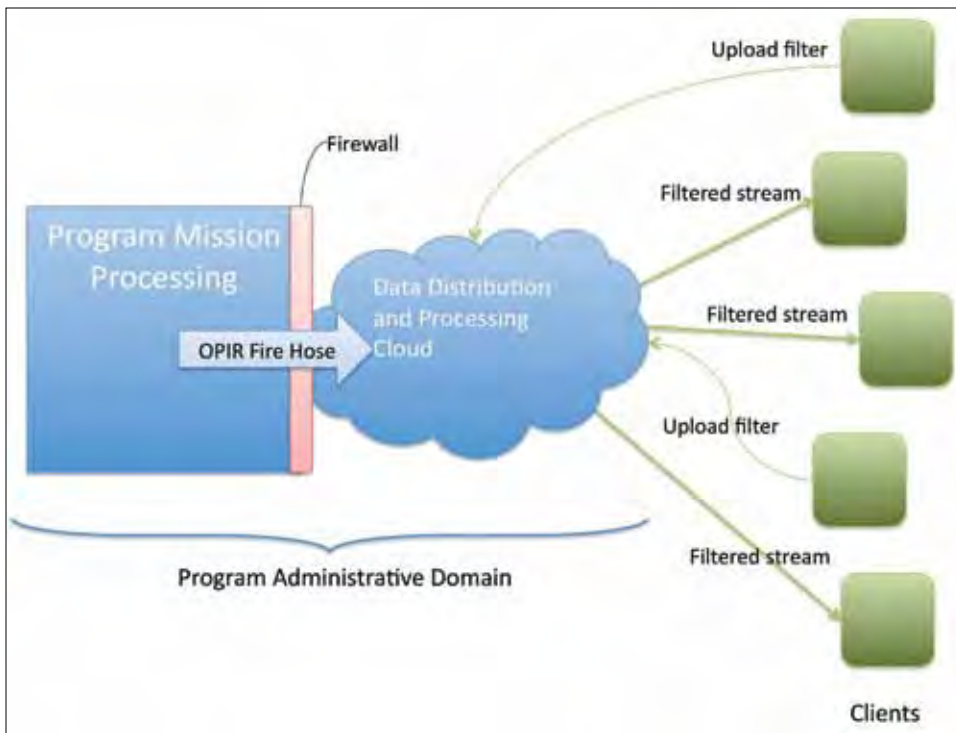 Upload filter
Firewall
Filtered stream
Program Mission
Processing
Data Distribution
and Processing
Cloud
Filtered stream
OPIR Fire Hose
Upload filter
Filtered stream
Program Administrative Domain
Clients